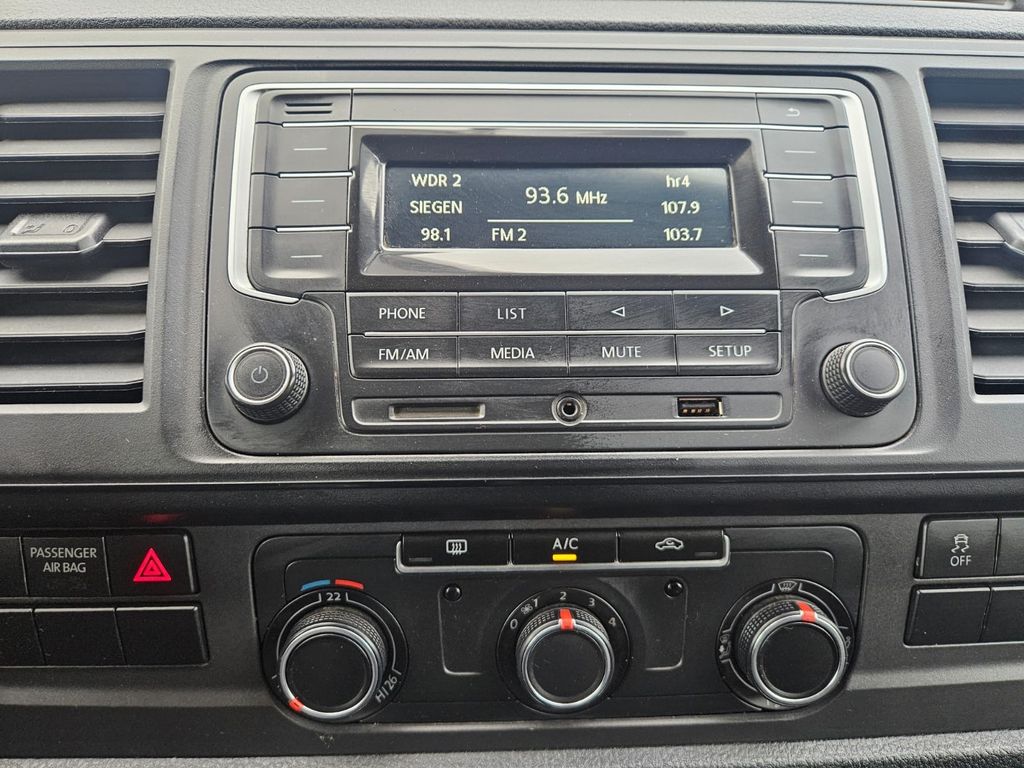 WDR 2
93.6 MHz
hr4
SIEGEN
107.9
98.1
FM 2
103.7
PHONE
LIST
FM/AM
MEDIA
MUTE
SETUP
PASSENGER
AIR BAG
A/C
OFF
22
HI 26
0
1
2
3
4